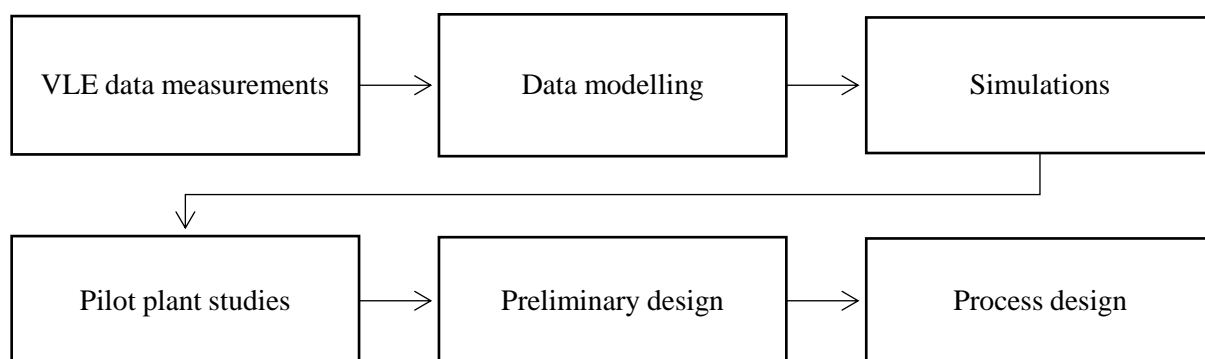 VLE data measurements
Data modelling
Simulations
Pilot plant studies
Preliminary design
Process design